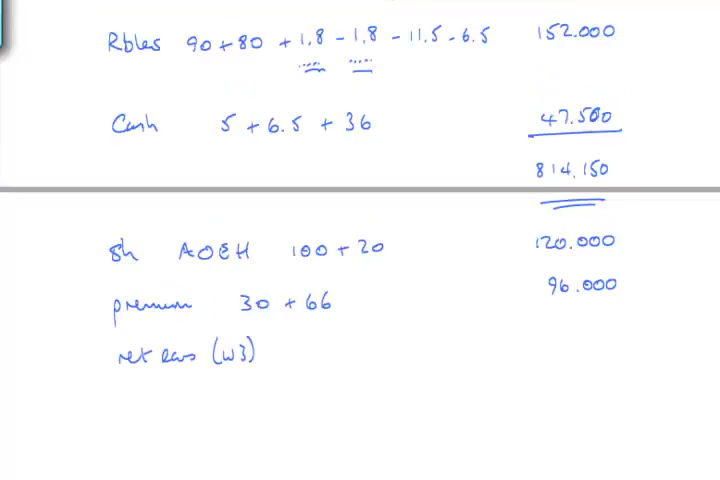 Rbles 90 + 80 + 1.8 - 1.8 - 11.5 - 6.5 152.000
Cash 5 + 6.5 + 36 47.500
814.150
Sh AOEH 100 + 20 120.000
premium 30 + 66 96.000
ret ears (W3)